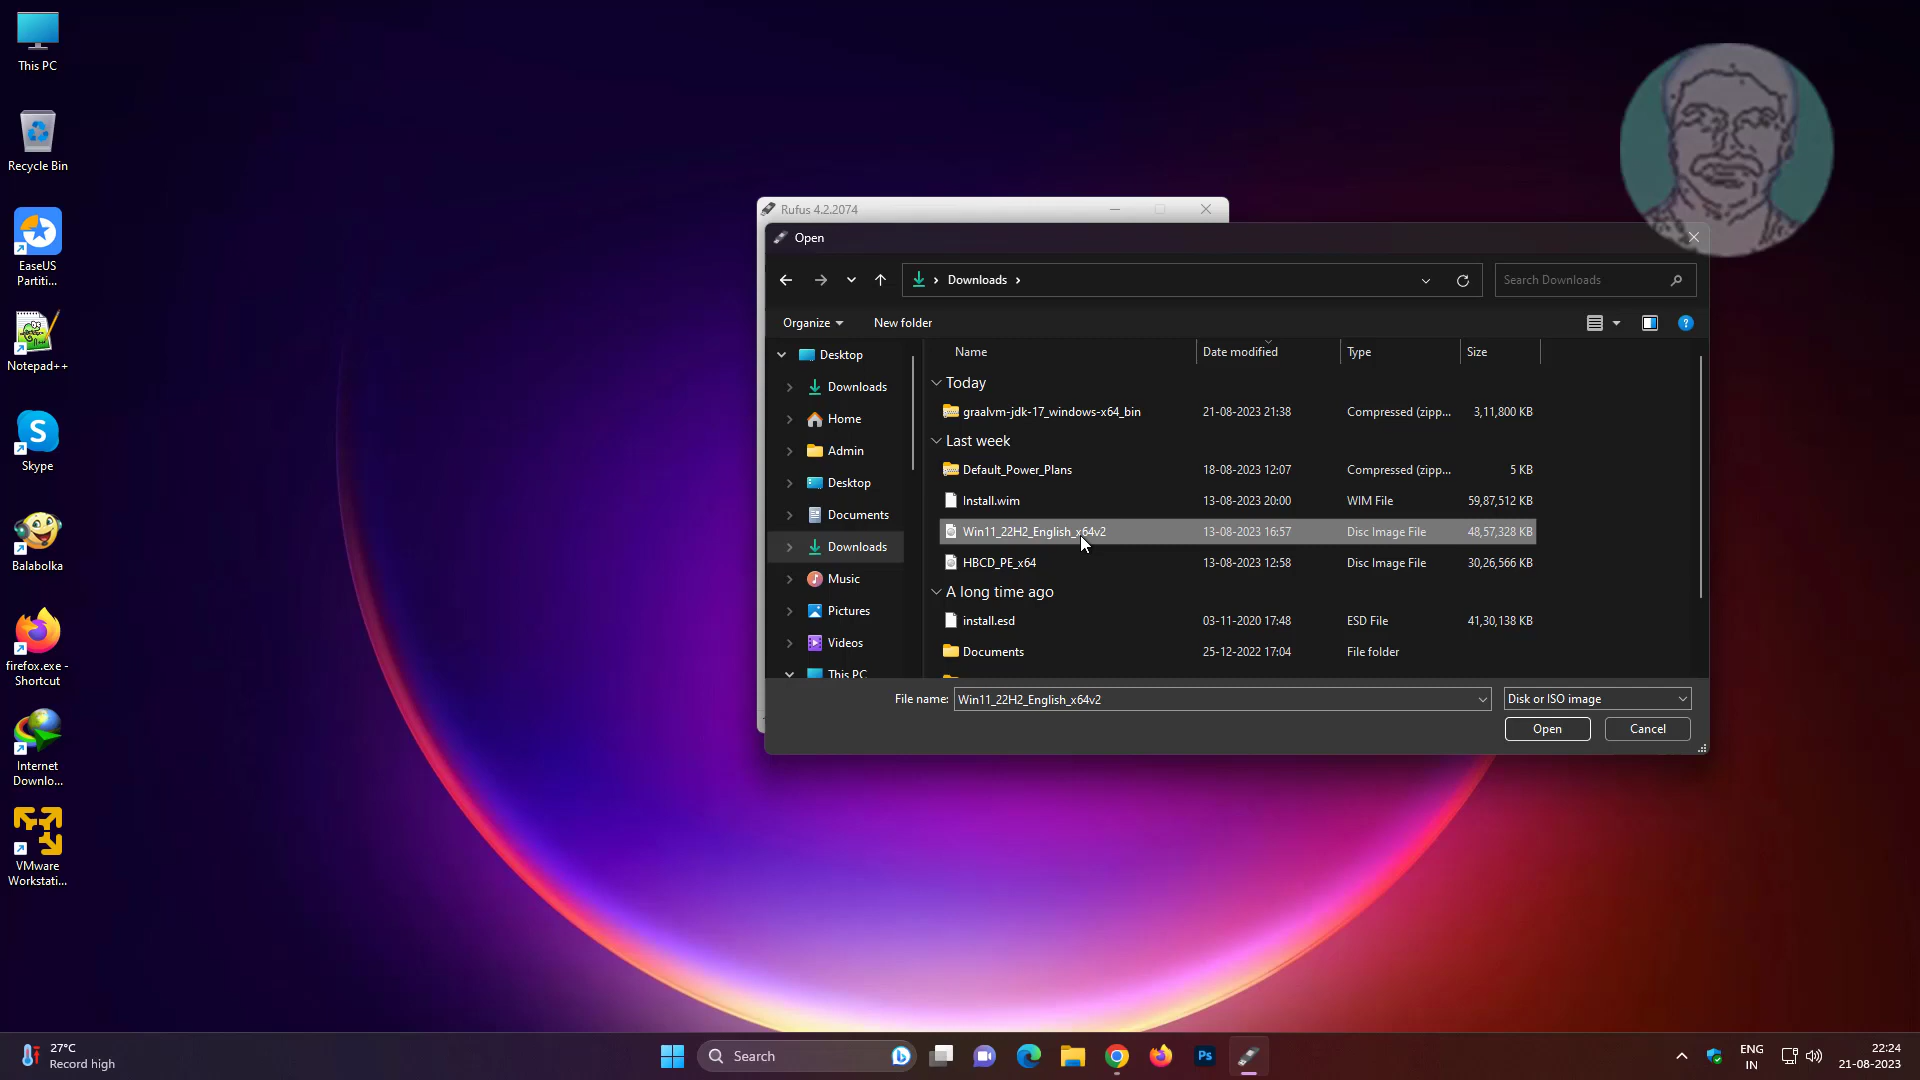 This PC
Recycle Bin
EaseUS
Partiti...
Notepad++
S
Skype
Balabolka
firefox.exe -
Shortcut
Internet
Downlo...
VMware
Workstati...
Rufus 4.2.2074
Open
Downloads
Search Downloads
Organize
New folder
?
Desktop
Downloads
Home
Admin
Desktop
Documents
Downloads
Music
Pictures
Videos
This PC
Name Date modified Type Size
Today
graalvm-jdk-17_windows-x64_bin 21-08-2023 21:38 Compressed (zipp... 3,11,800 KB
Last week
Default_Power_Plans 18-08-2023 12:07 Compressed (zipp... 5 KB
Install.wim 13-08-2023 20:00 WIM File 59,87,512 KB
Win11_22H2_English_x64v2 13-08-2023 16:57 Disc Image File 48,57,328 KB
HBCD_PE_x64 13-08-2023 12:58 Disc Image File 30,26,566 KB
A long time ago
install.esd 03-11-2020 17:48 ESD File 41,30,138 KB
Documents 25-12-2022 17:04 File folder
File name: Win11_22H2_English_x64v2 Disk or ISO image
Open Cancel
27°C
Record high
Search
Ps
ENG
IN
22:24
21-08-2023